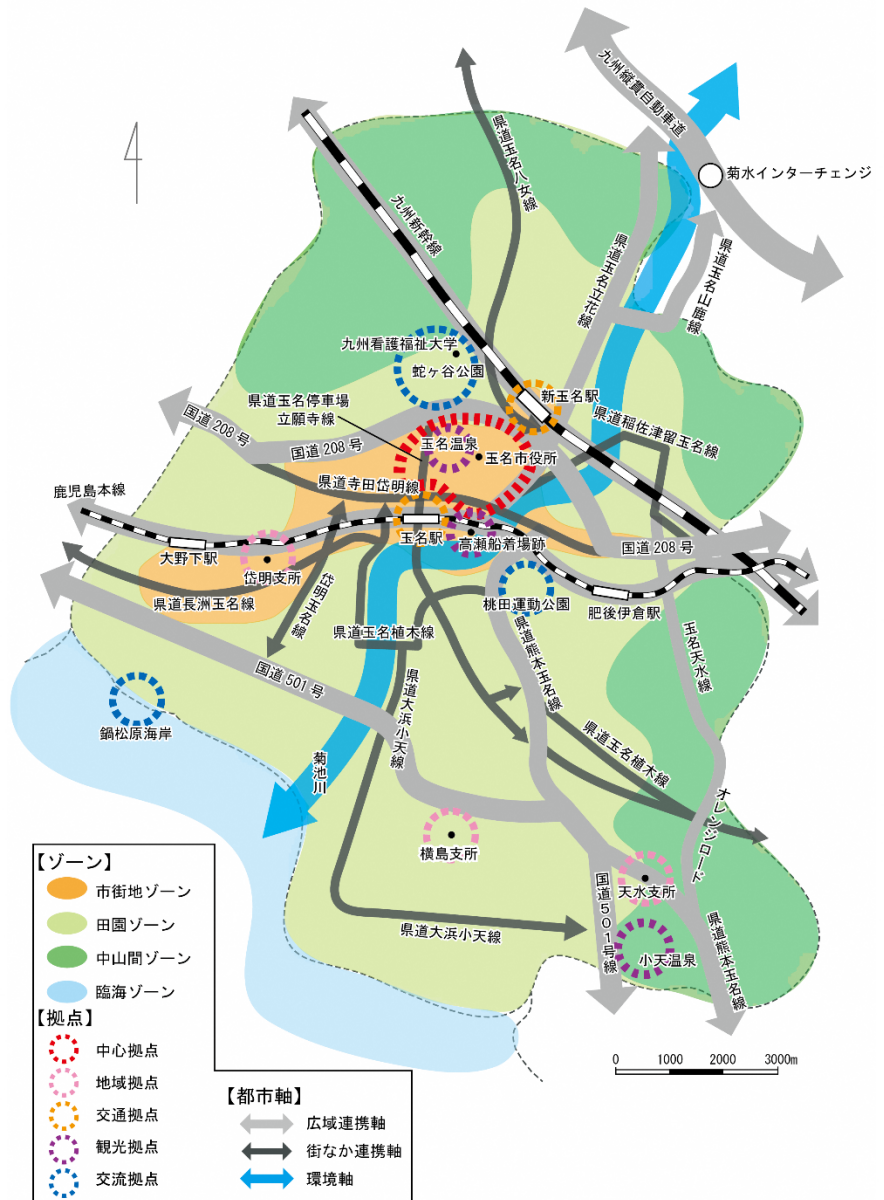 九州縦貫自動車道
菊水インターチェンジ
県道玉名八女線
九州新幹線
県道玉名立花線
県道玉名山鹿線
九州看護福祉大学
蛇ヶ谷公園
新玉名駅
県道玉名停車場
立願寺線
国道208号
国道208号
県道稲佐津留玉名線
玉名温泉
玉名市役所
県道寺田岱明線
鹿児島本線
玉名駅
高瀬船着場跡
国道208号
大野下駅
岱明支所
県道長洲玉名線
岱明玉名線
桃田運動公園
肥後伊倉駅
県道玉名植木線
県道熊本玉名線
玉名天水線
国道501号
県道大浜小天線
鍋松原海岸
菊池川
県道玉名植木線
オレンジロード
横島支所
天水支所
国道501号線
県道大浜小天線
小天温泉
県道熊本玉名線
【ゾーン】
市街地ゾーン
田園ゾーン
中山間ゾーン
臨海ゾーン
【拠点】
中心拠点
地域拠点
交通拠点
観光拠点
交流拠点
【都市軸】
広域連携軸
街なか連携軸
環境軸
0 1000 2000 3000m